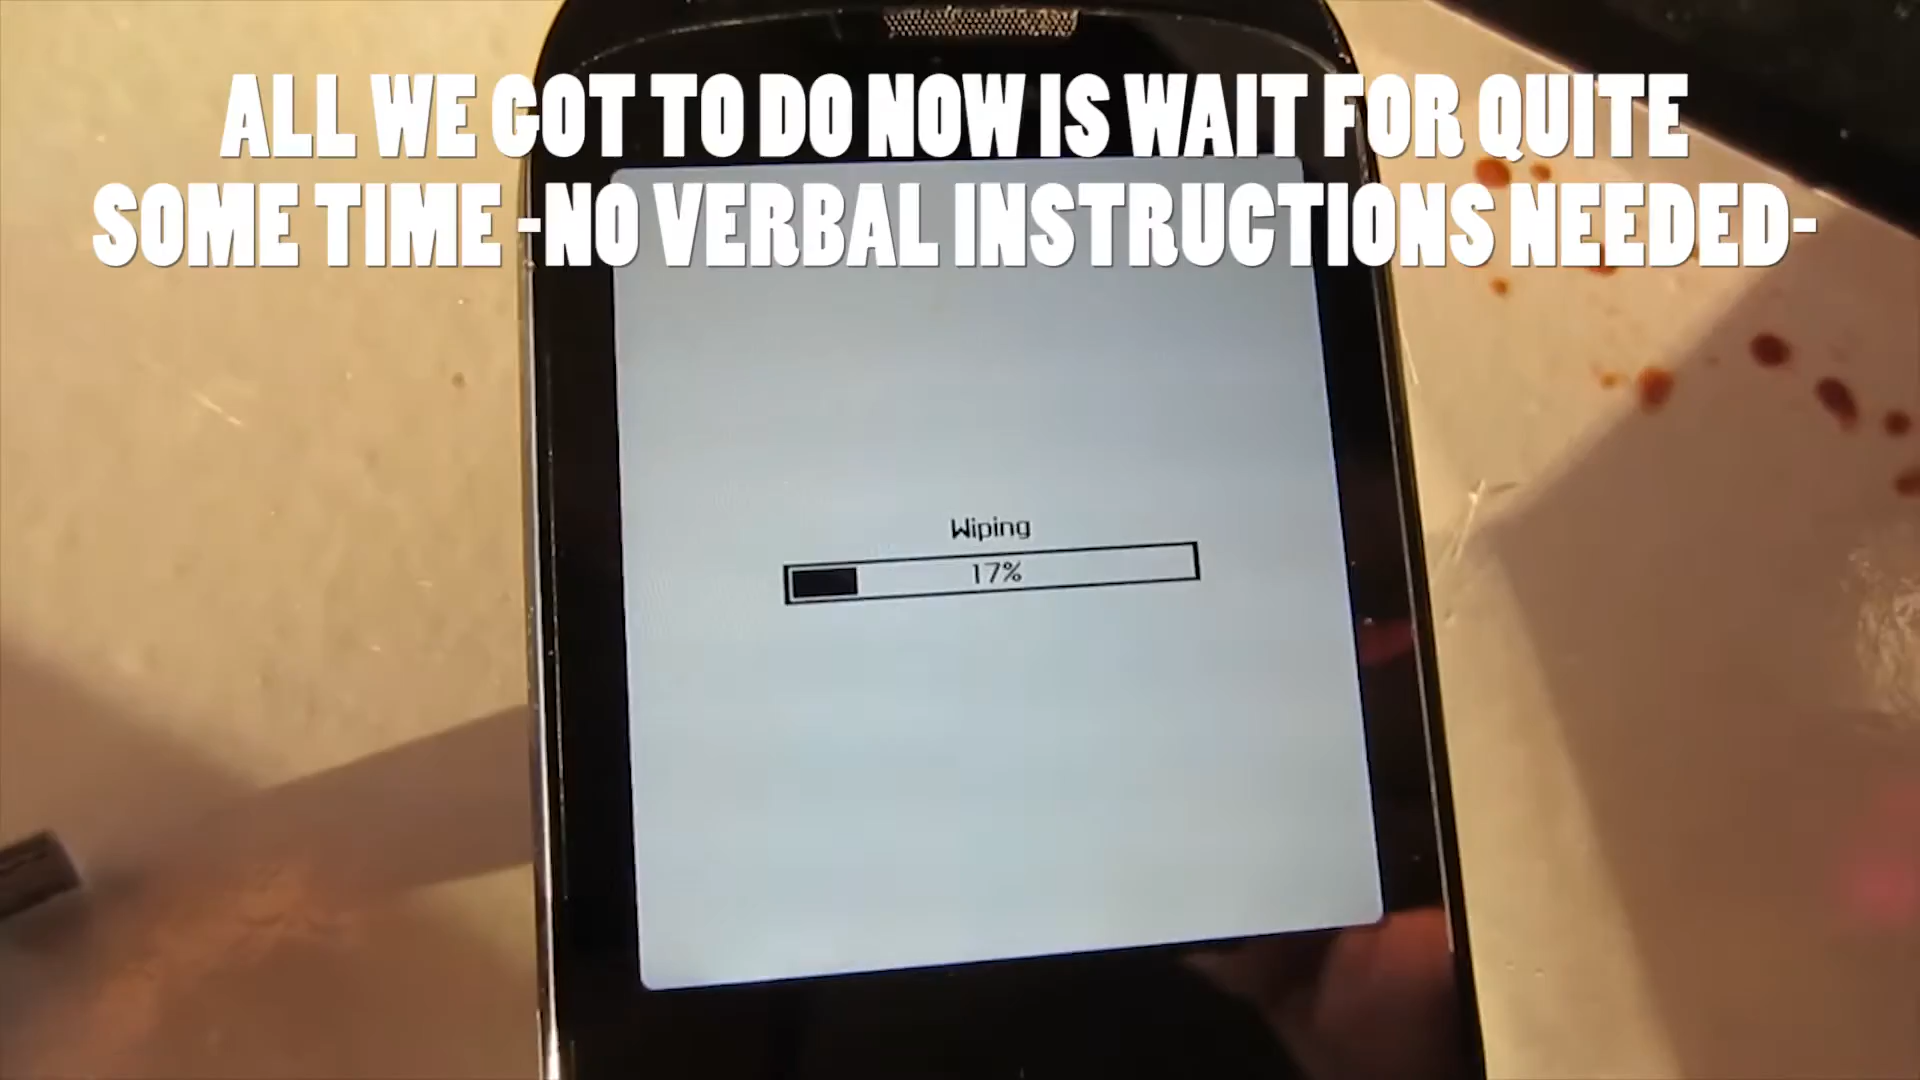 ALL WE GOT TO DO NOW IS WAIT FOR QUITE
SOME TIME -NO VERBAL INSTRUCTIONS NEEDED-
Wiping
17%